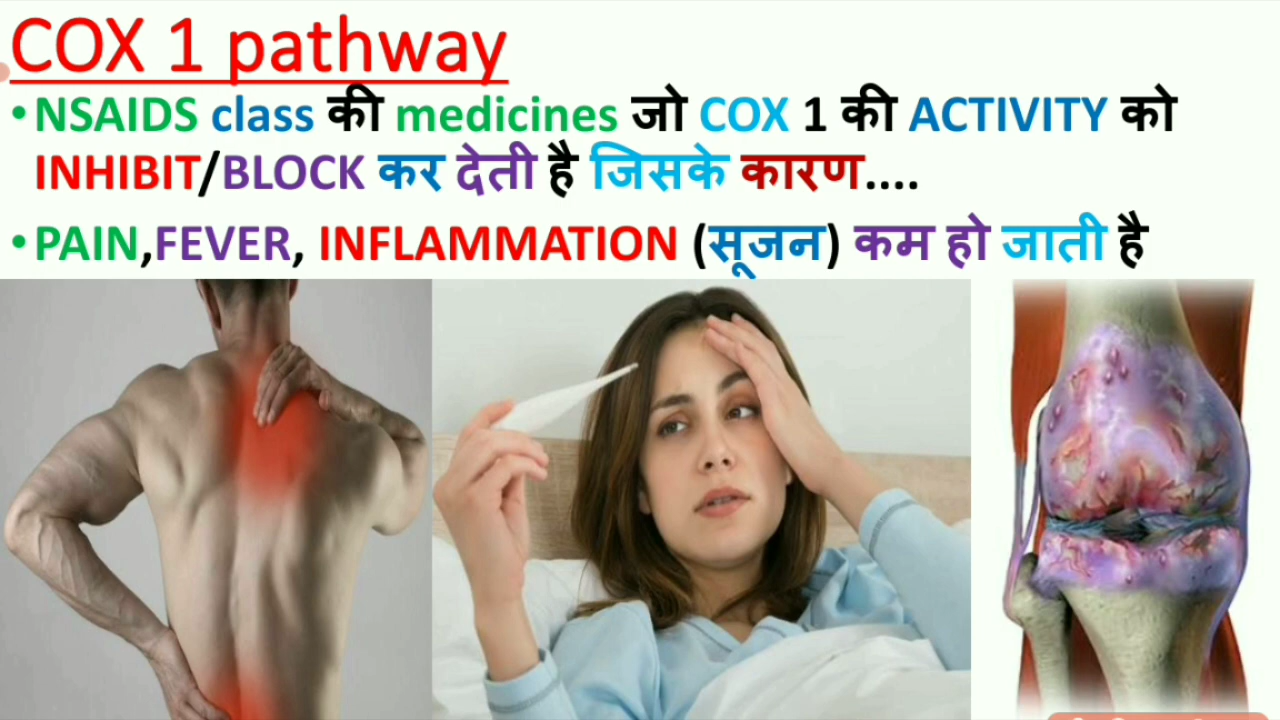 COX 1 pathway
• NSAIDS class की medicines जो COX 1 की ACTIVITY को
INHIBIT/BLOCK कर देती है जिसके कारण....
• PAIN,FEVER, INFLAMMATION (सूजन) कम हो जाती है